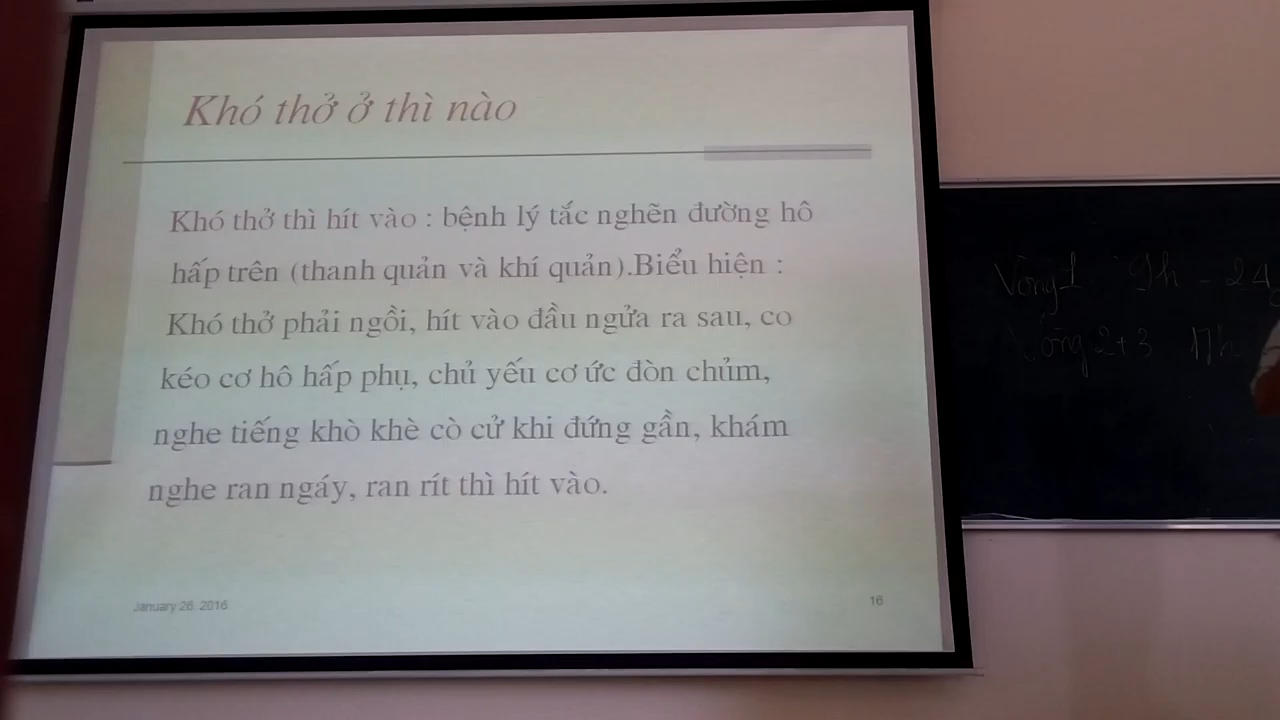 Khó thở ở thì nào
Khó thở thì hít vào : bệnh lý tắc nghẽn đường hô
hấp trên (thanh quản và khí quản).Biểu hiện :
Khó thở phải ngồi, hít vào đầu ngửa ra sau, co
kéo cơ hô hấp phụ, chủ yếu cơ ức đòn chủm,
nghe tiếng khò khè cò cử khi đứng gần, khám
nghe ran ngáy, ran rít thì hít vào.
January 26, 2016
16
Vòng 1 9h - 24
Vòng 2+3 17h